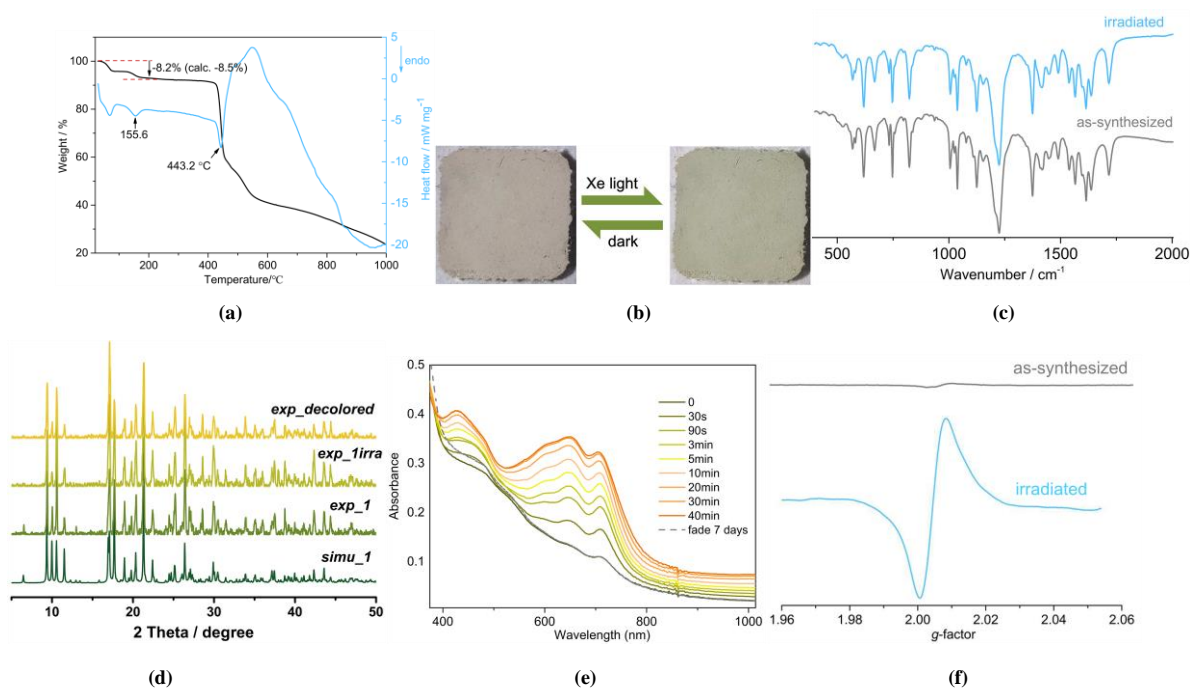 100
80
60
40
20
Weight / %
-8.2% (calc. -8.5%)
155.6
443.2 °C
5
0
-5
-10
-15
-20
endo
Heat flow / mW mg⁻¹
200
400
600
800
1000
Temperature/°C
(a)
Xe light
dark
(b)
irradiated
as-synthesized
500
1000
1500
2000
Wavenumber / cm⁻¹
(c)
exp_decolored
exp_1irra
exp_1
simu_1
10
20
30
40
50
2 Theta / degree
(d)
0.5
0.4
0.3
0.2
0.1
Absorbance
0
30s
90s
3min
5min
10min
20min
30min
40min
fade 7 days
400
500
600
700
800
900
1000
Wavelength (nm)
(e)
as-synthesized
irradiated
1.96
1.98
2.00
2.02
2.04
2.06
g-factor
(f)